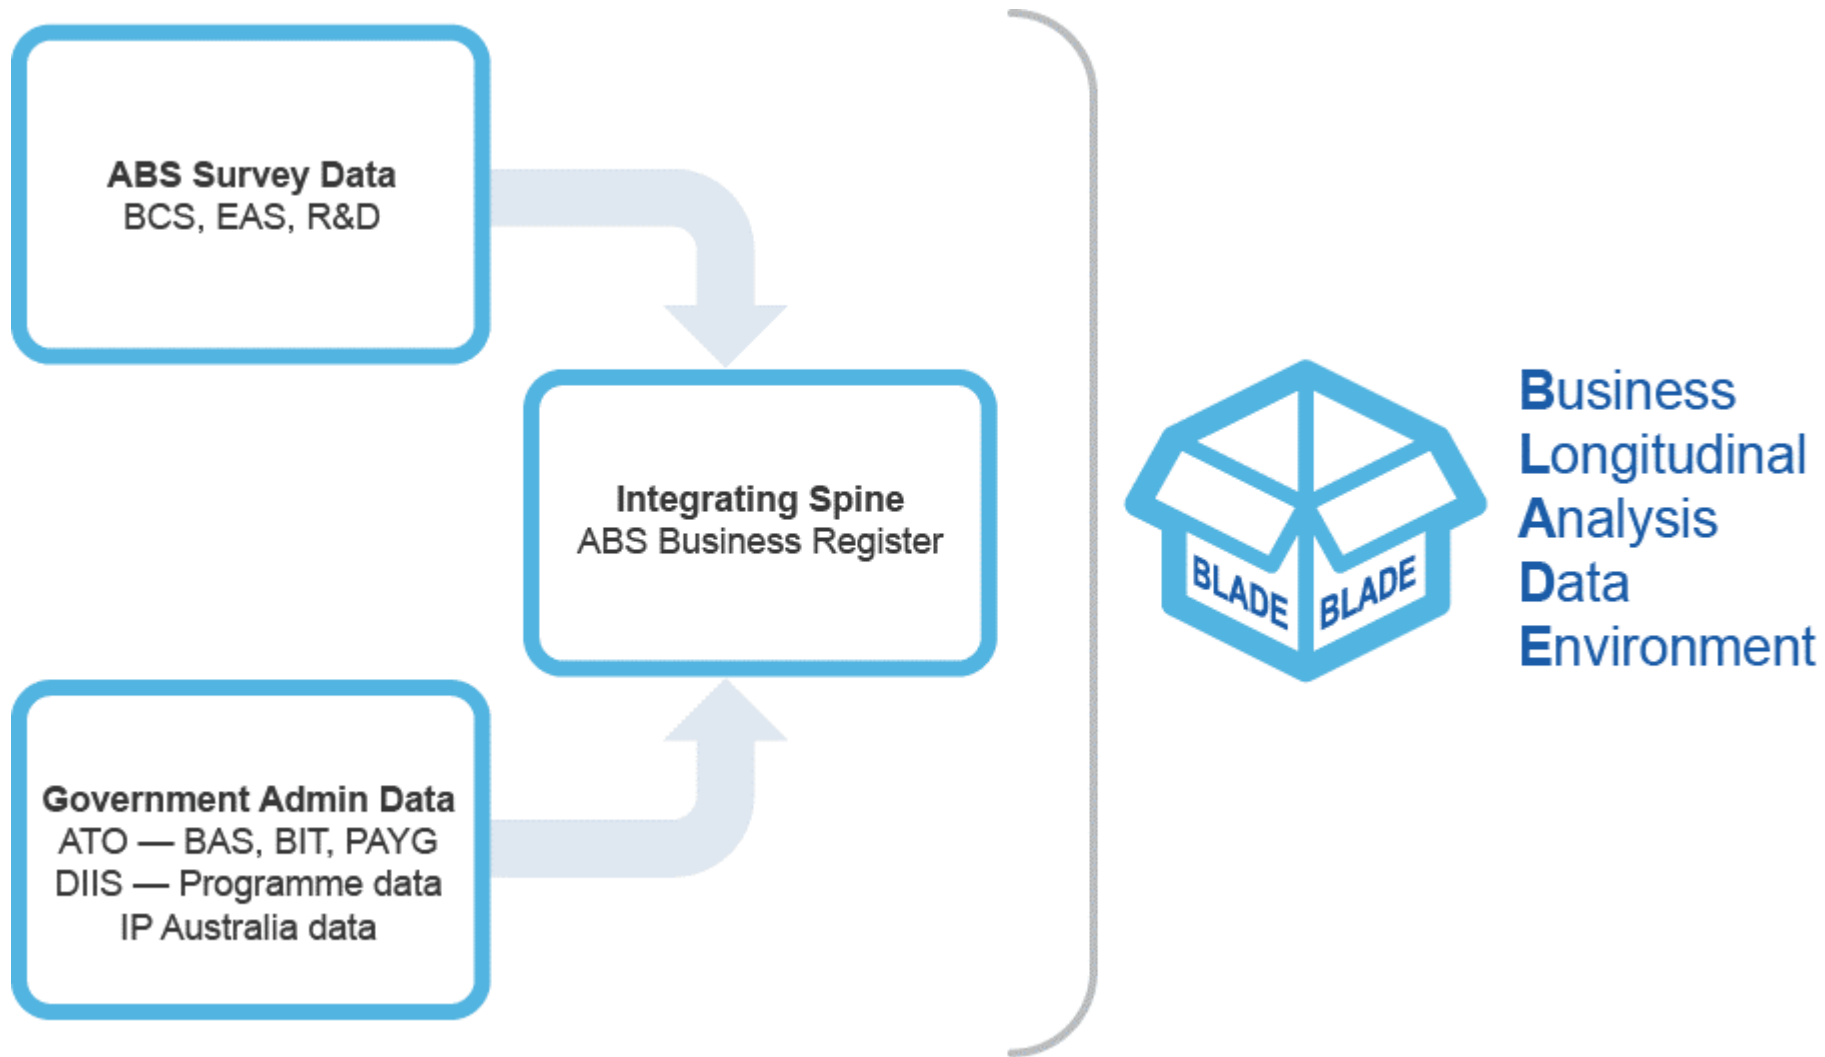 ABS Survey Data
BCS, EAS, R&D
Integrating Spine
ABS Business Register
Government Admin Data
ATO — BAS, BIT, PAYG
DIIS — Programme data
IP Australia data
BLADE BLADE
Business
Longitudinal
Analysis
Data
Environment